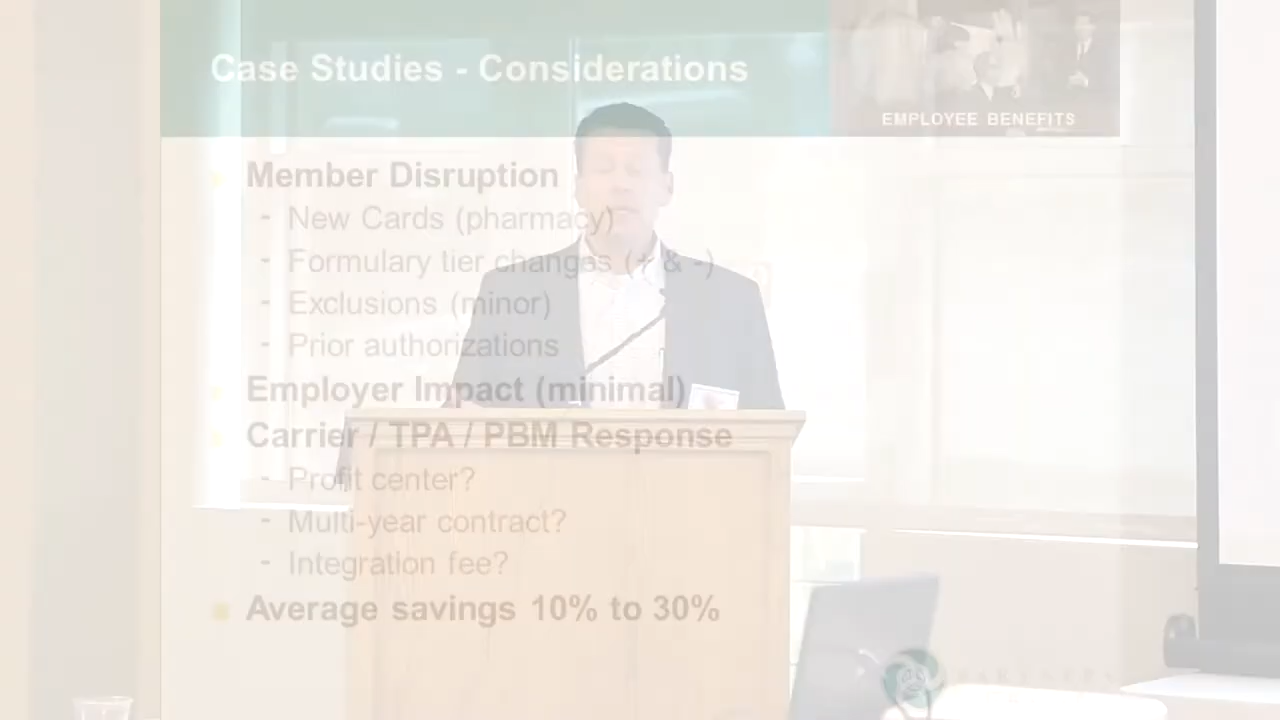 Case Studies - Considerations
EMPLOYEE BENEFITS
Member Disruption
- New Cards (pharmacy)
- Formulary tier changes (+ & -)
- Exclusions (minor)
- Prior authorizations
Employer Impact (minimal)
Carrier / TPA / PBM Response
- Profit center?
- Multi-year contract?
- Integration fee?
Average savings 10% to 30%